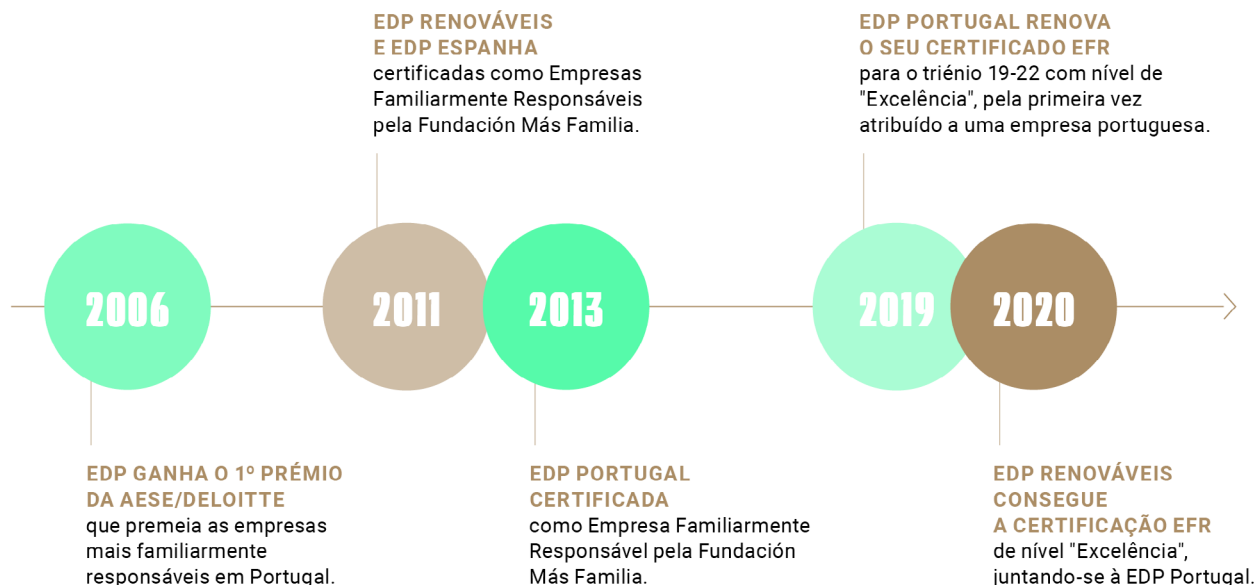 EDP RENOVÁVEIS
E EDP ESPANHA
certificadas como Empresas
Familiarmente Responsáveis
pela Fundación Más Familia.
EDP PORTUGAL RENOVA
O SEU CERTIFICADO EFR
para o triénio 19-22 com nível de
"Excelência", pela primeira vez
atribuído a uma empresa portuguesa.
2006
2011
2013
2019
2020
EDP GANHA O 1º PRÉMIO
DA AESE/DELOITTE
que premeia as empresas
mais familiarmente
responsáveis em Portugal.
EDP PORTUGAL
CERTIFICADA
como Empresa Familiarmente
Responsável pela Fundación
Más Familia.
EDP RENOVÁVEIS
CONSEGUE
A CERTIFICAÇÃO EFR
de nível "Excelência",
juntando-se à EDP Portugal.